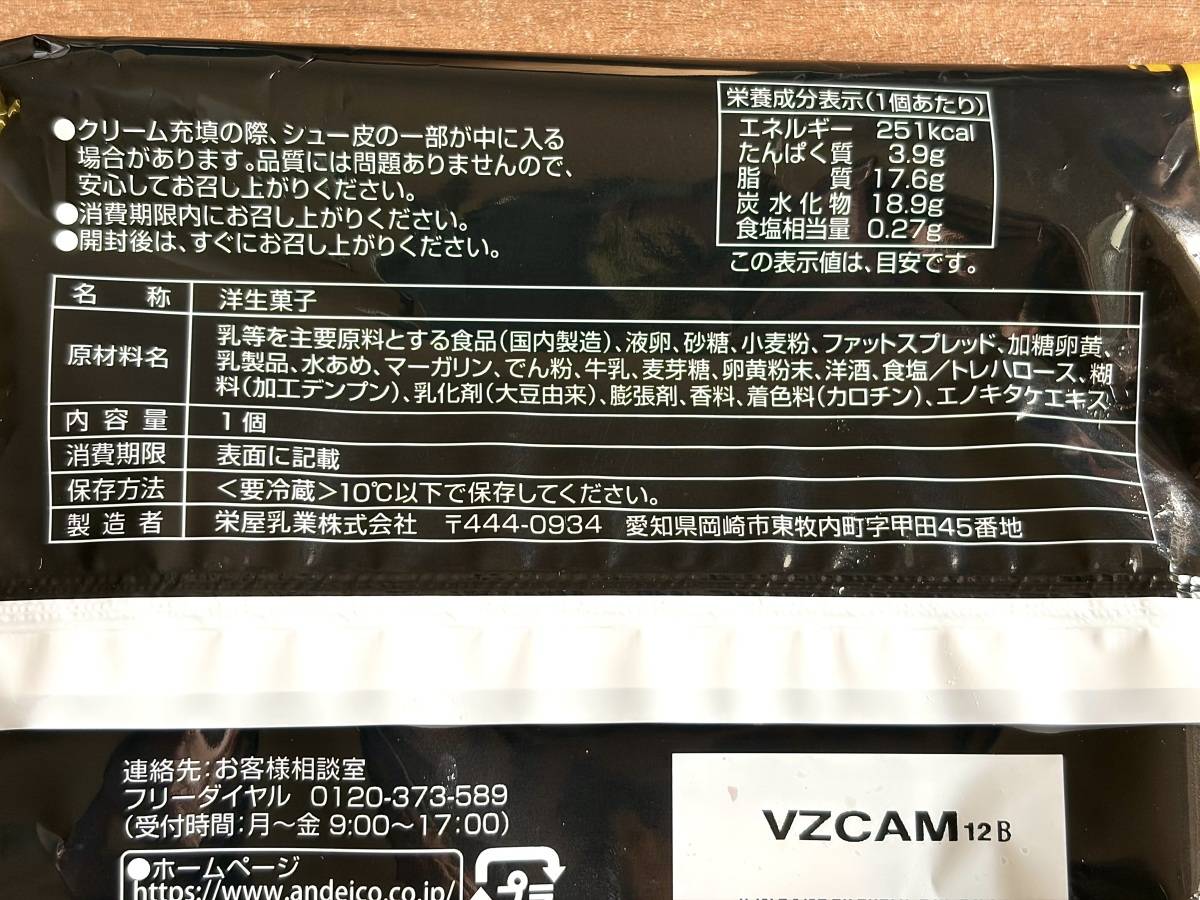 ●クリーム充填の際、シュー皮の一部が中に入る
場合があります。品質には問題ありませんので、
安心してお召し上がりください。
●消費期限内にお召し上がりください。
●開封後は、すぐにお召し上がりください。
栄養成分表示(1個あたり)
エネルギー 251kcal
たんぱく質 3.9g
脂質 17.6g
炭水化物 18.9g
食塩相当量 0.27g
この表示値は、目安です。
名称 洋生菓子
原材料名 乳等を主要原料とする食品(国内製造)、液卵、砂糖、小麦粉、ファットスプレッド、加糖卵黄、
乳製品、水あめ、マーガリン、でん粉、牛乳、麦芽糖、卵黄粉末、洋酒、食塩/トレハロース、糊
料(加工デンプン)、乳化剤(大豆由来)、膨張剤、香料、着色料(カロチン)、エノキタケエキス
内容量 1個
消費期限 表面に記載
保存方法 <要冷蔵>10℃以下で保存してください。
製造者 栄屋乳業株式会社 〒444-0934 愛知県岡崎市東牧内町字甲田45番地
連絡先:お客様相談室
フリーダイヤル 0120-373-589
(受付時間:月~金 9:00~17:00)
●ホームページ
https://www.andeico.co.jp/
プ
VZCAM12B